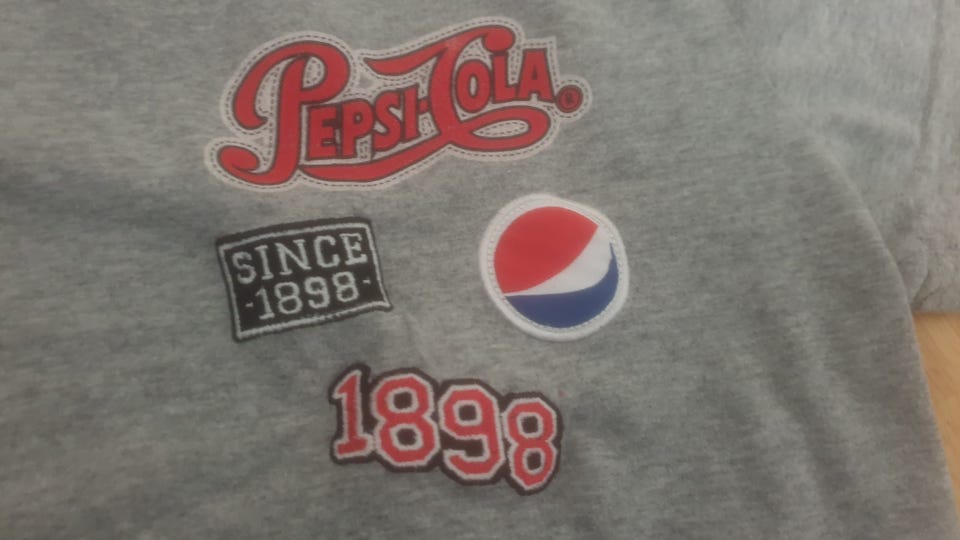 PEPSI-COLA®
SINCE
·1898·
1898